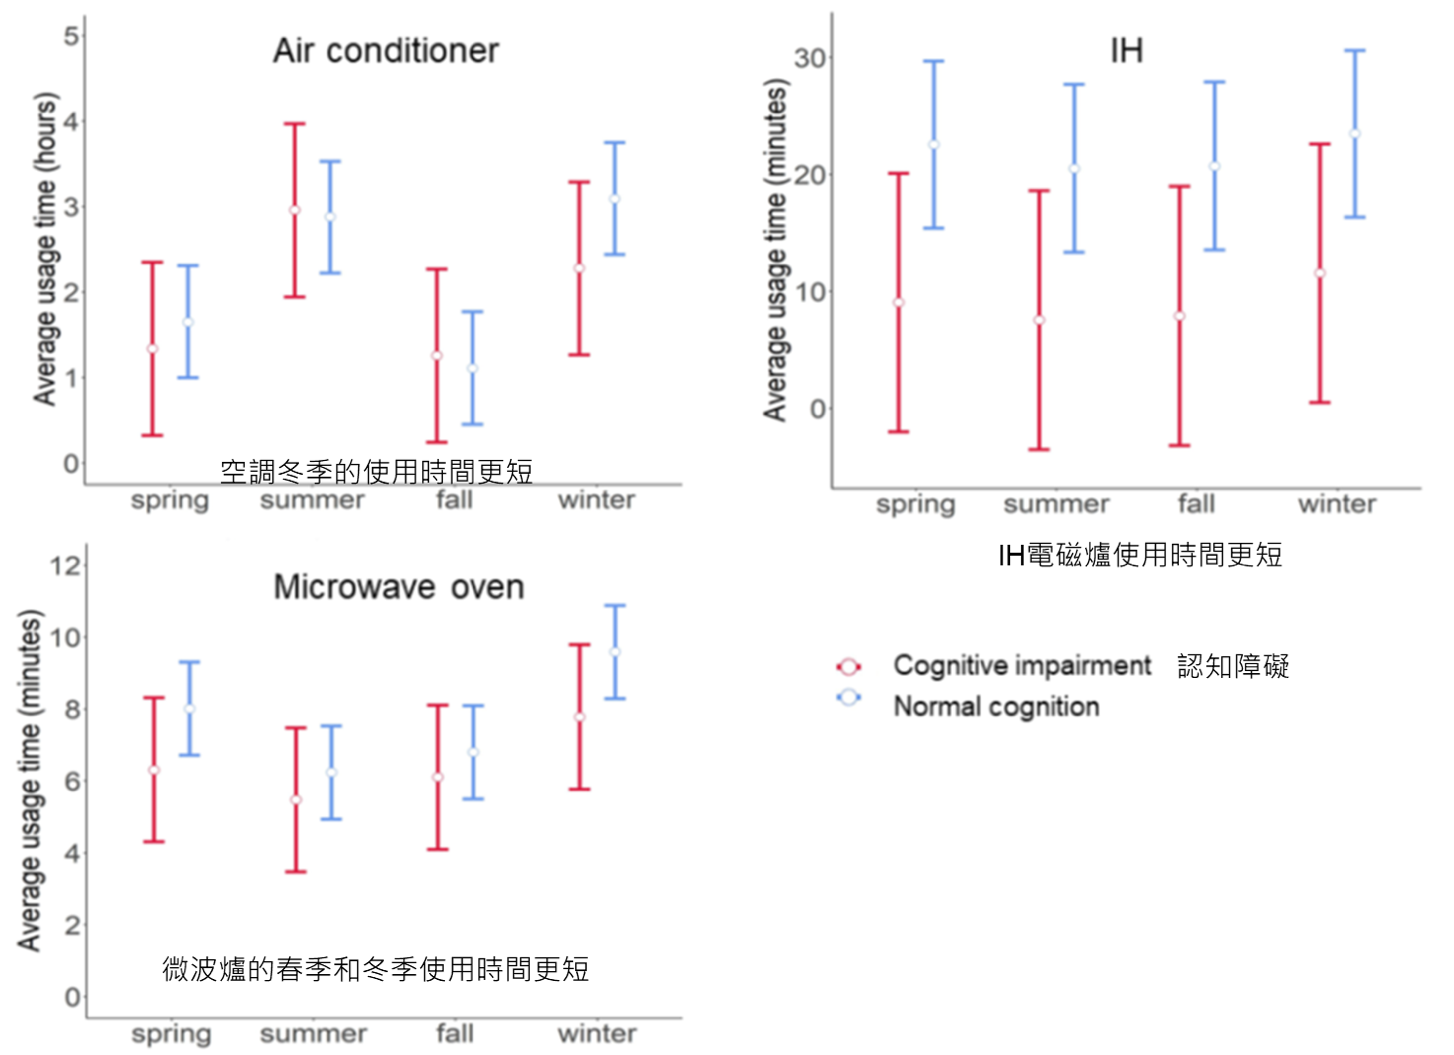 Air conditioner
Average usage time (hours)
5
4
3
2
1
0
空調冬季的使用時間更短
spring summer fall winter
IH
Average usage time (minutes)
30
20
10
0
spring summer fall winter
IH電磁爐使用時間更短
Microwave oven
Average usage time (minutes)
12
10
8
6
4
2
0
微波爐的春季和冬季使用時間更短
spring summer fall winter
Cognitive impairment 認知障礙
Normal cognition